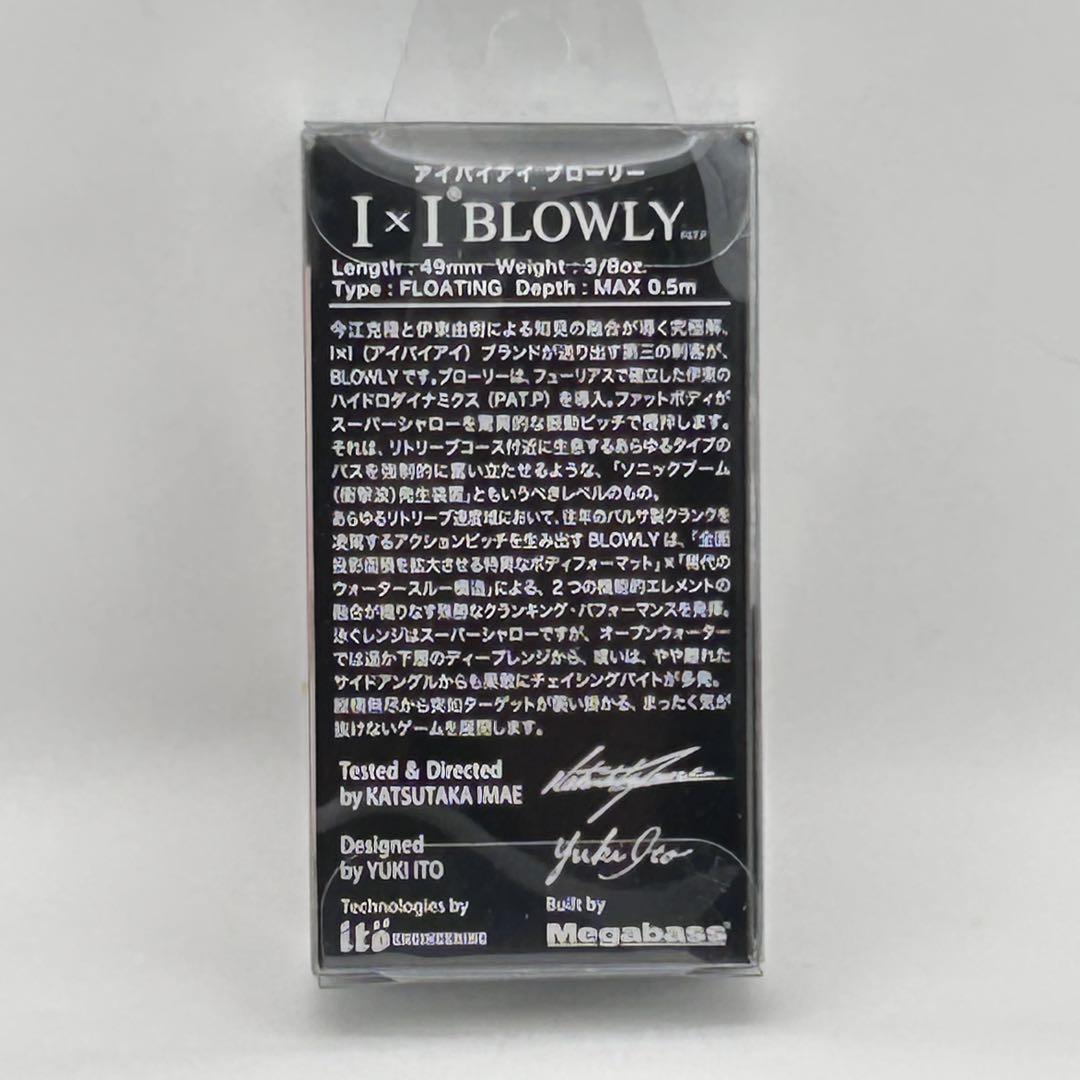 アイバイアイ ブローリー
I×I® BLOWLY PAT.P
Length : 49mm Weight : 3/8oz.
Type : FLOATING Depth : MAX 0.5m
今江克隆と伊東由樹による知見の融合が導く究極解、
I×I（アイバイアイ）ブランドが送り出す第三の刺客が、
BLOWLYです。ブローリーは、フューリアスで確立した伊東の
ハイドロダイナミクス（PAT.P）を導入。ファットボディが
スーパーシャローを驚異的な振動ピッチで撹拌します。
それは、リトリーブコース付近に生息するあらゆるタイプの
バスを強制的に奮い立たせるような、「ソニックブーム
（衝撃波）発生装置」ともいうべきレベルのもの。
あらゆるリトリーブ速度域において、往年のバルサ製クランクを
凌駕するアクションピッチを生み出すBLOWLYは、「全面
投影面積を拡大させる特異なボディフォーマット」×「稀代の
ウォータースルー構造」による、2つの機能的エレメントの
融合が織りなす強烈なクランキング・パフォーマンスを発揮。
泳ぐレンジはスーパーシャローですが、オープンウォーター
では遥か下層のディープレンジから、或いは、やや離れた
サイドアングルからも果敢にチェイシングバイトが多発。
から突如ターゲットが襲い掛かる、まったく気が
抜けないゲームを展開します。
Tested & Directed
by KATSUTAKA IMAE
Designed
by YUKI ITO
Yuki Ito
Technologies by
itö ENGINEERING
Built by
Megabass®